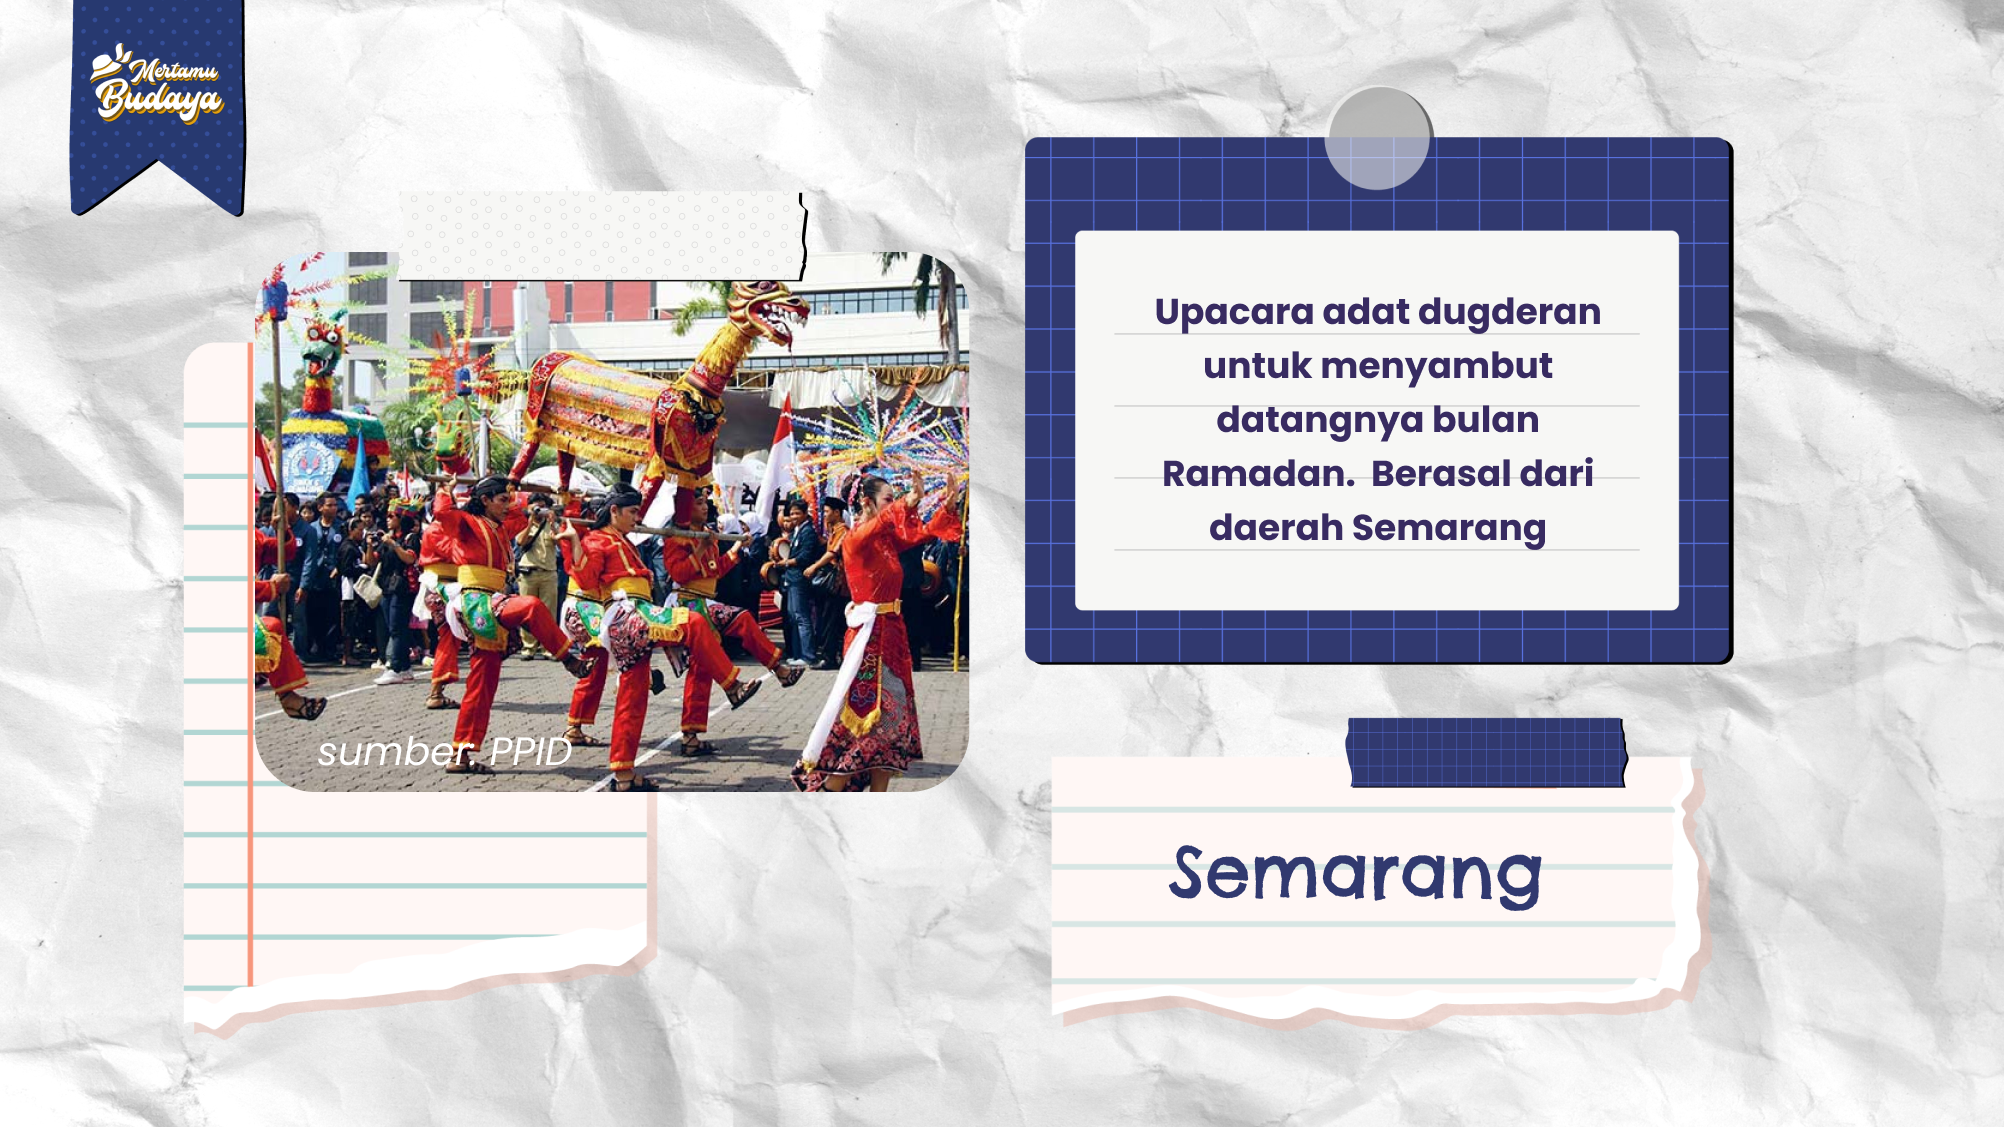 Mertamu
Budaya
Upacara adat dugderan
untuk menyambut
datangnya bulan
Ramadan.  Berasal dari
daerah Semarang
sumber: PPID
Semarang